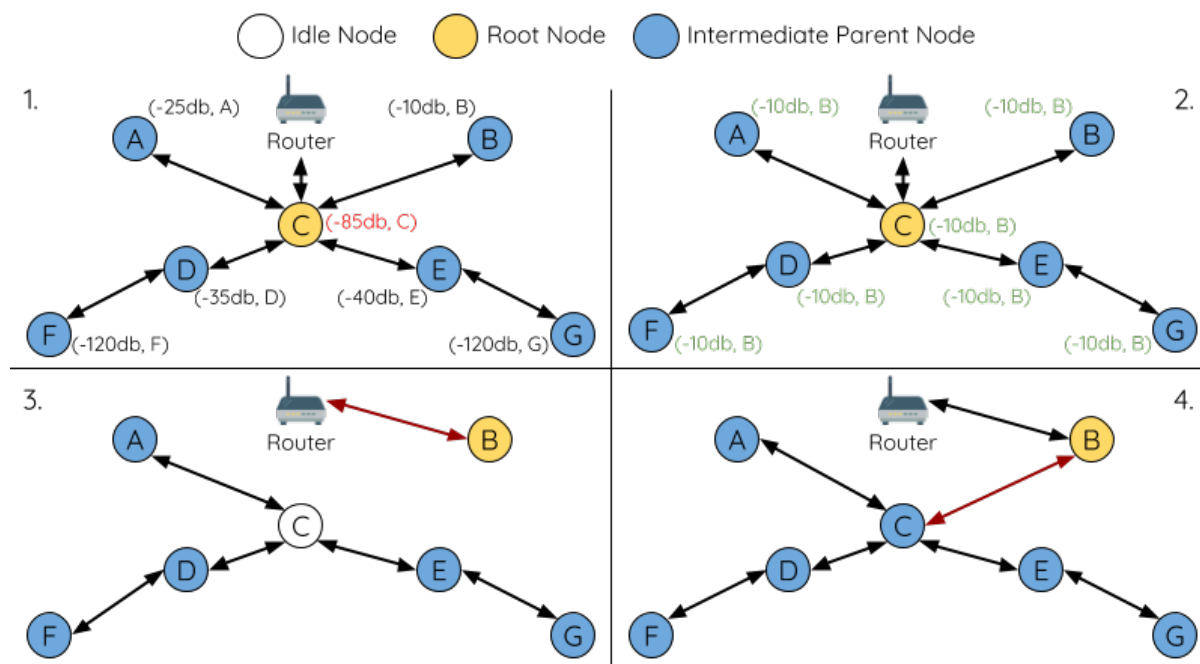 Idle Node Root Node Intermediate Parent Node
1.
(-25db, A)
(-10db, B)
A
B
Router
C
(-85db, C)
D
E
(-35db, D)
(-40db, E)
F
G
(-120db, F)
(-120db, G)
2.
(-10db, B)
(-10db, B)
A
B
Router
C
(-10db, B)
D
E
(-10db, B)
(-10db, B)
F
G
(-10db, B)
(-10db, B)
3.
A
Router
B
C
D
E
F
G
4.
A
Router
B
C
D
E
F
G